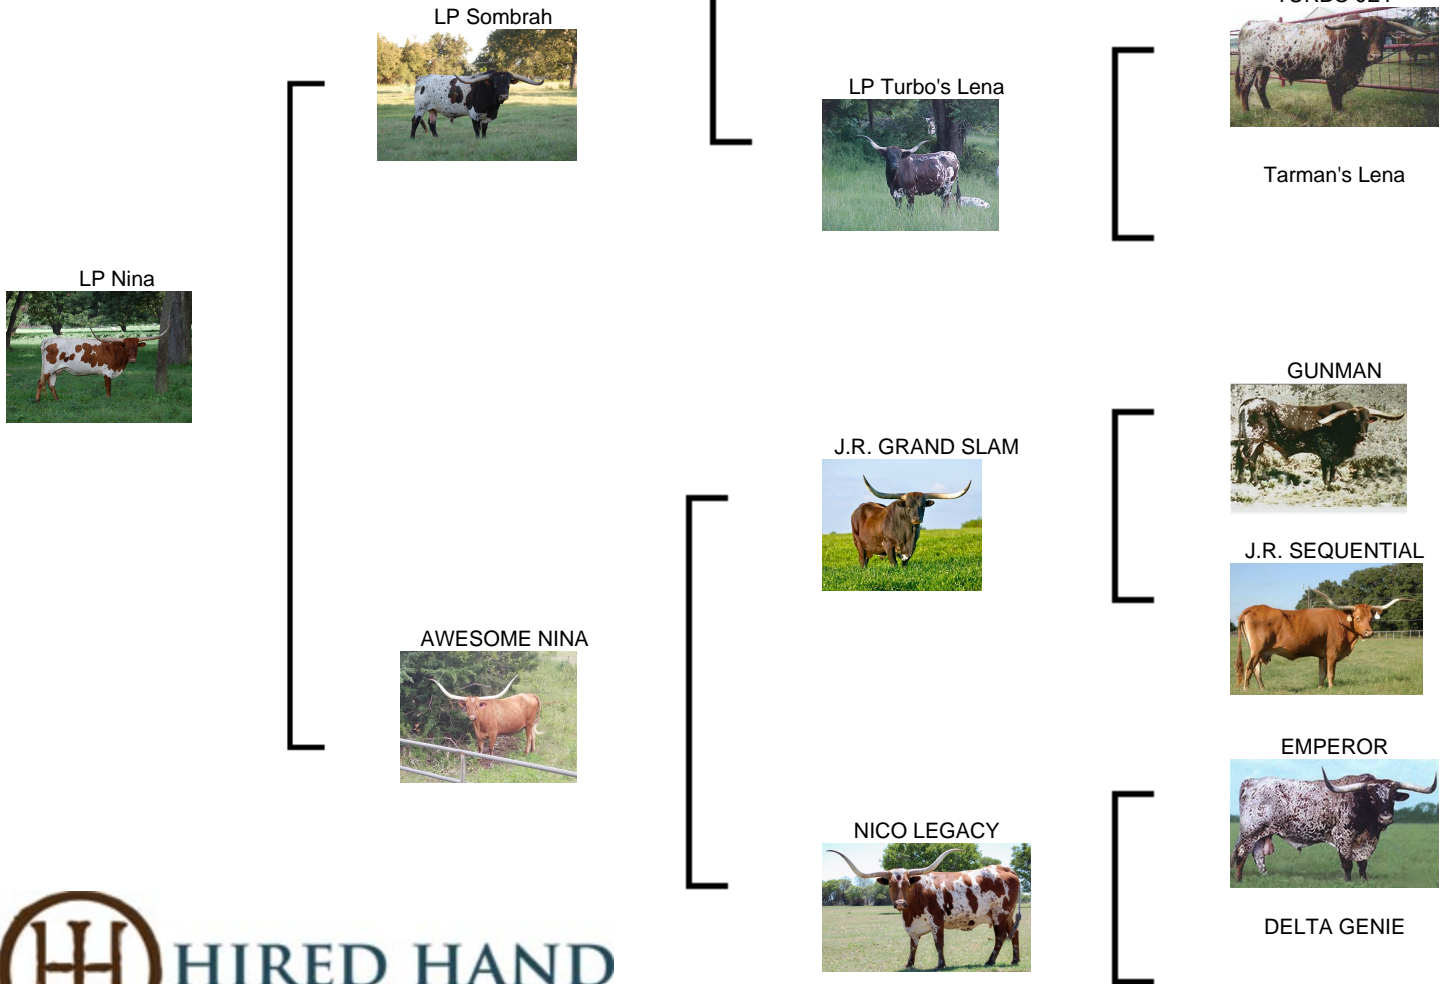 LP Sombrah
LP Turbo's Lena
Tarman's Lena
LP Nina
GUNMAN
J.R. GRAND SLAM
J.R. SEQUENTIAL
AWESOME NINA
EMPEROR
NICO LEGACY
DELTA GENIE
HIRED HAND